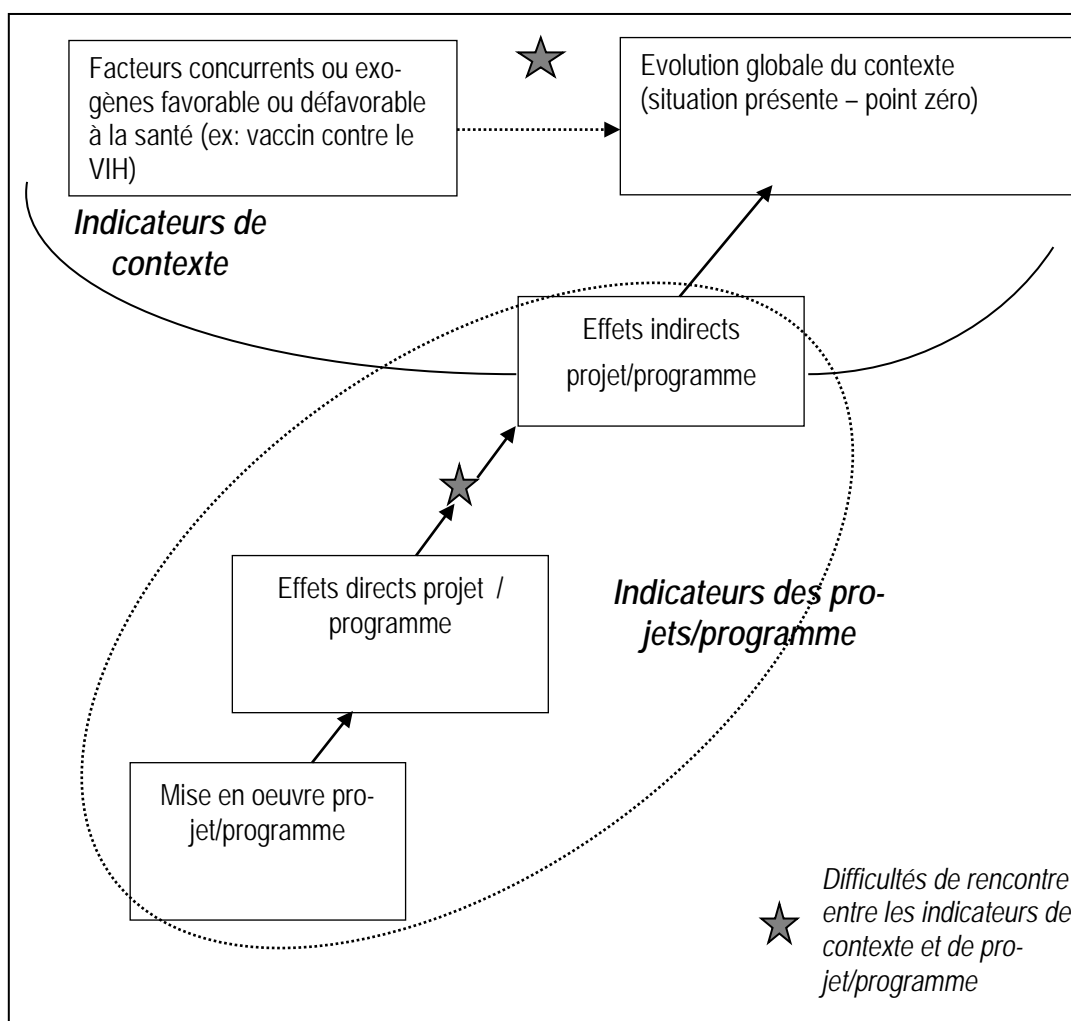 Facteurs concurrents ou exo-
gènes favorable ou défavorable
à la santé (ex: vaccin contre le
VIH)
Evolution globale du contexte
(situation présente – point zéro)
Indicateurs de
contexte
Effets indirects
projet/programme
Effets directs projet /
programme
Indicateurs des pro-
jets/programme
Mise en oeuvre pro-
jet/programme
Difficultés de rencontre
entre les indicateurs de
contexte et de pro-
jet/programme